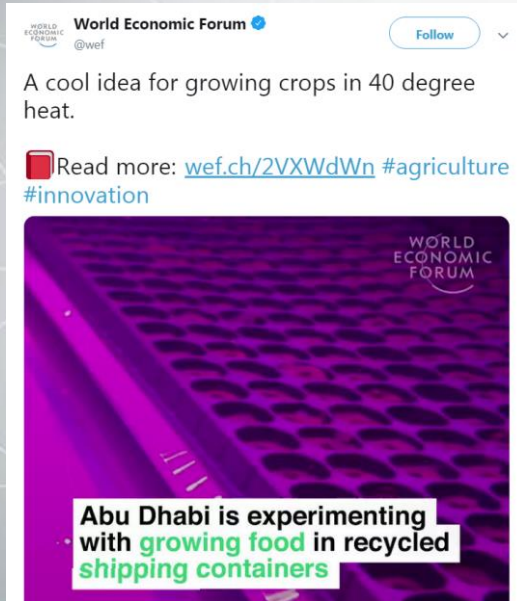 WORLD
ECONOMIC
FORUM
World Economic Forum
@wef
Follow
A cool idea for growing crops in 40 degree
heat.
Read more: wef.ch/2VXWdWn #agriculture
#innovation
WORLD
ECONOMIC
FORUM
Abu Dhabi is experimenting
with growing food in recycled
shipping containers